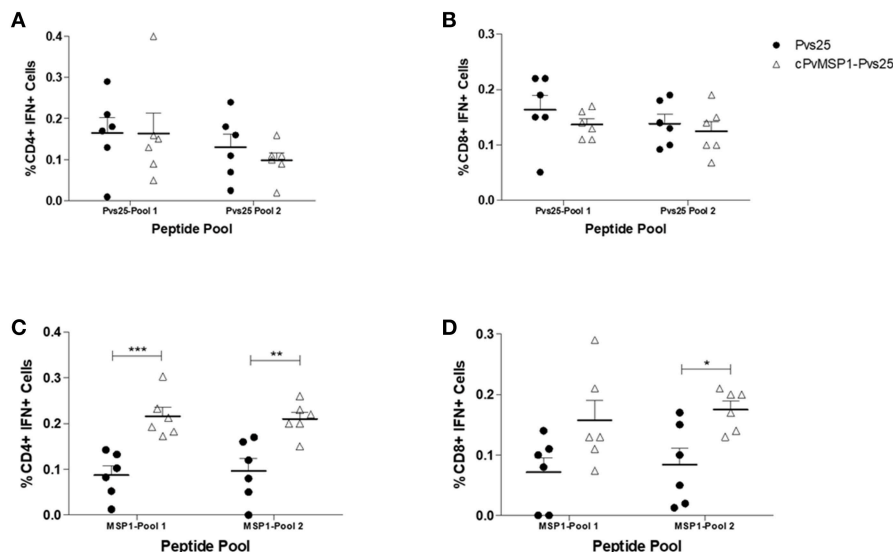 A
%CD4+ IFN+ Cells
0.4
0.3
0.2
0.1
0.0
Pvs25-Pool 1
Pvs25 Pool 2
Peptide Pool
B
%CD8+ IFN+ Cells
0.3
0.2
0.1
0.0
Pvs25-Pool 1
Pvs25 Pool 2
Peptide Pool
Pvs25
cPvMSP1-Pvs25
C
%CD4+ IFN+ Cells
0.4
0.3
0.2
0.1
0.0
***
**
MSP1-Pool 1
MSP1-Pool 2
Peptide Pool
D
%CD8+ IFN+ Cells
0.3
0.2
0.1
0.0
*
MSP1-Pool 1
MSP1-Pool 2
Peptide Pool